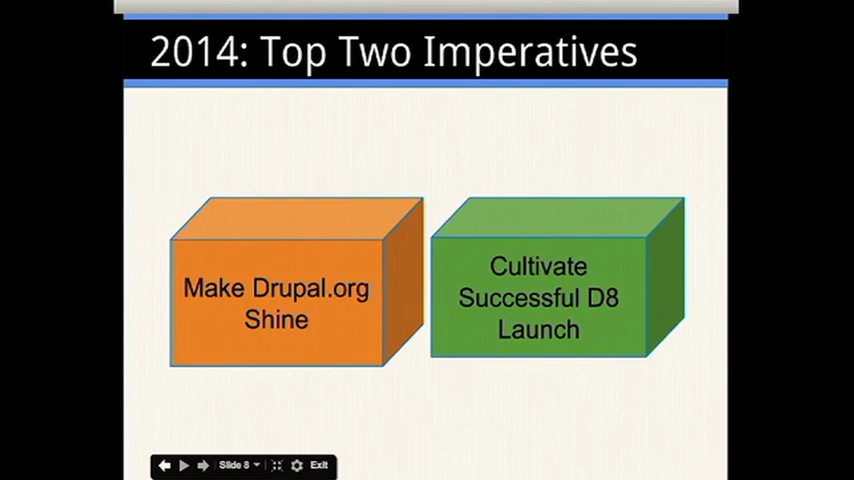 2014: Top Two Imperatives
Make Drupal.org
Shine
Cultivate
Successful D8
Launch
Slide 8
Exit